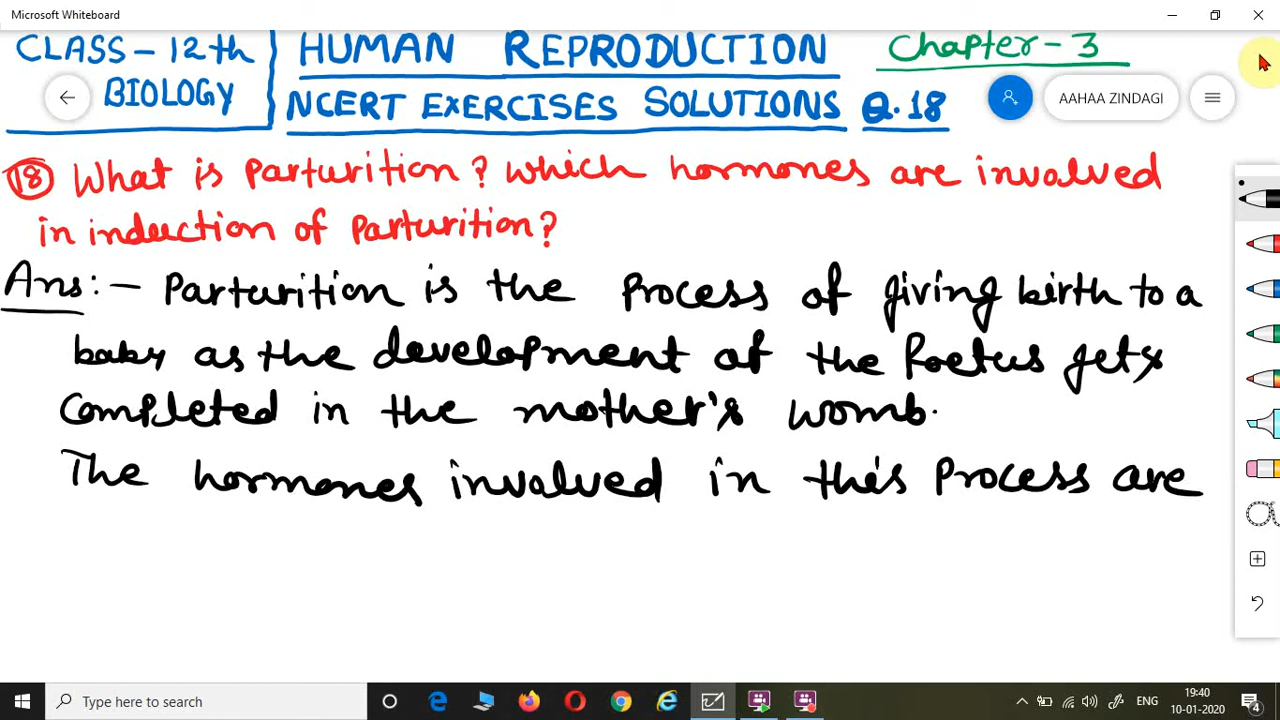 Microsoft Whiteboard
CLASS - 12th
BIOLOGY
HUMAN REPRODUCTION
Chapter - 3
NCERT EXERCISES SOLUTIONS Q.18
AAHAA ZINDAGI
18 What is Parturition? which hormones are involved
in induction of Parturition?
Ans:- Parturition is the Process of giving birth to a
baby as the development of the foetus gets
completed in the mother's womb.
The hormones involved in this Process are
Type here to search
ENG
19:40
10-01-2020
4